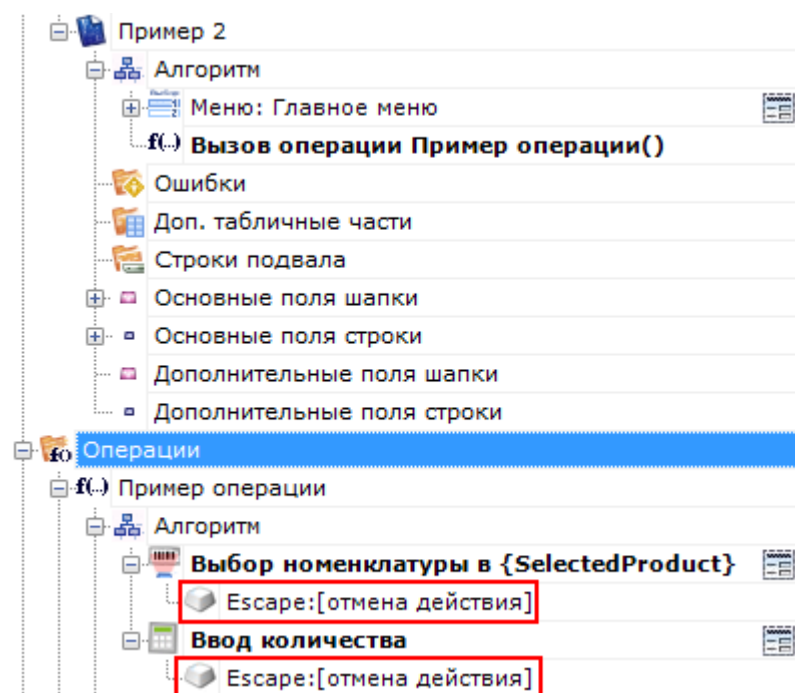 Пример 2
Алгоритм
Меню: Главное меню
f(..) Вызов операции Пример операции()
Ошибки
Доп. табличные части
Строки подвала
Основные поля шапки
Основные поля строки
Дополнительные поля шапки
Дополнительные поля строки
f() Операции
f(..) Пример операции
Алгоритм
Выбор номенклатуры в {SelectedProduct}
Escape:[отмена действия]
Ввод количества
Escape:[отмена действия]